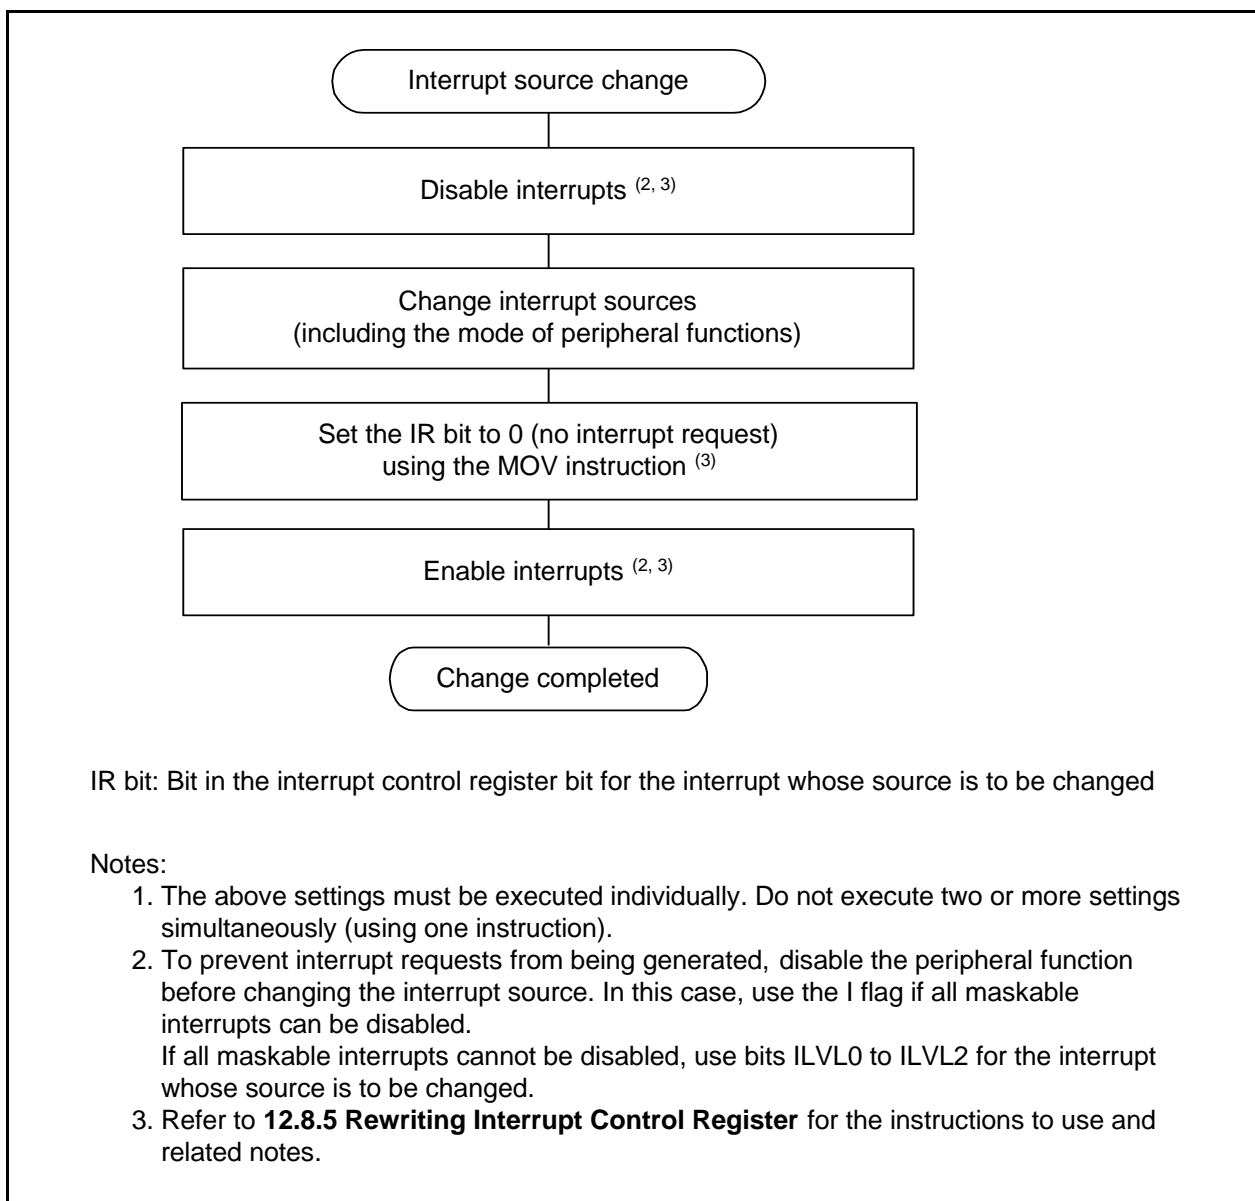 Interrupt source change
Disable interrupts (2, 3)
Change interrupt sources
(including the mode of peripheral functions)
Set the IR bit to 0 (no interrupt request)
using the MOV instruction (3)
Enable interrupts (2, 3)
Change completed
IR bit: Bit in the interrupt control register bit for the interrupt whose source is to be changed
Notes:
1. The above settings must be executed individually. Do not execute two or more settings
simultaneously (using one instruction).
2. To prevent interrupt requests from being generated, disable the peripheral function
before changing the interrupt source. In this case, use the I flag if all maskable
interrupts can be disabled.
If all maskable interrupts cannot be disabled, use bits ILVL0 to ILVL2 for the interrupt
whose source is to be changed.
3. Refer to 12.8.5 Rewriting Interrupt Control Register for the instructions to use and
related notes.